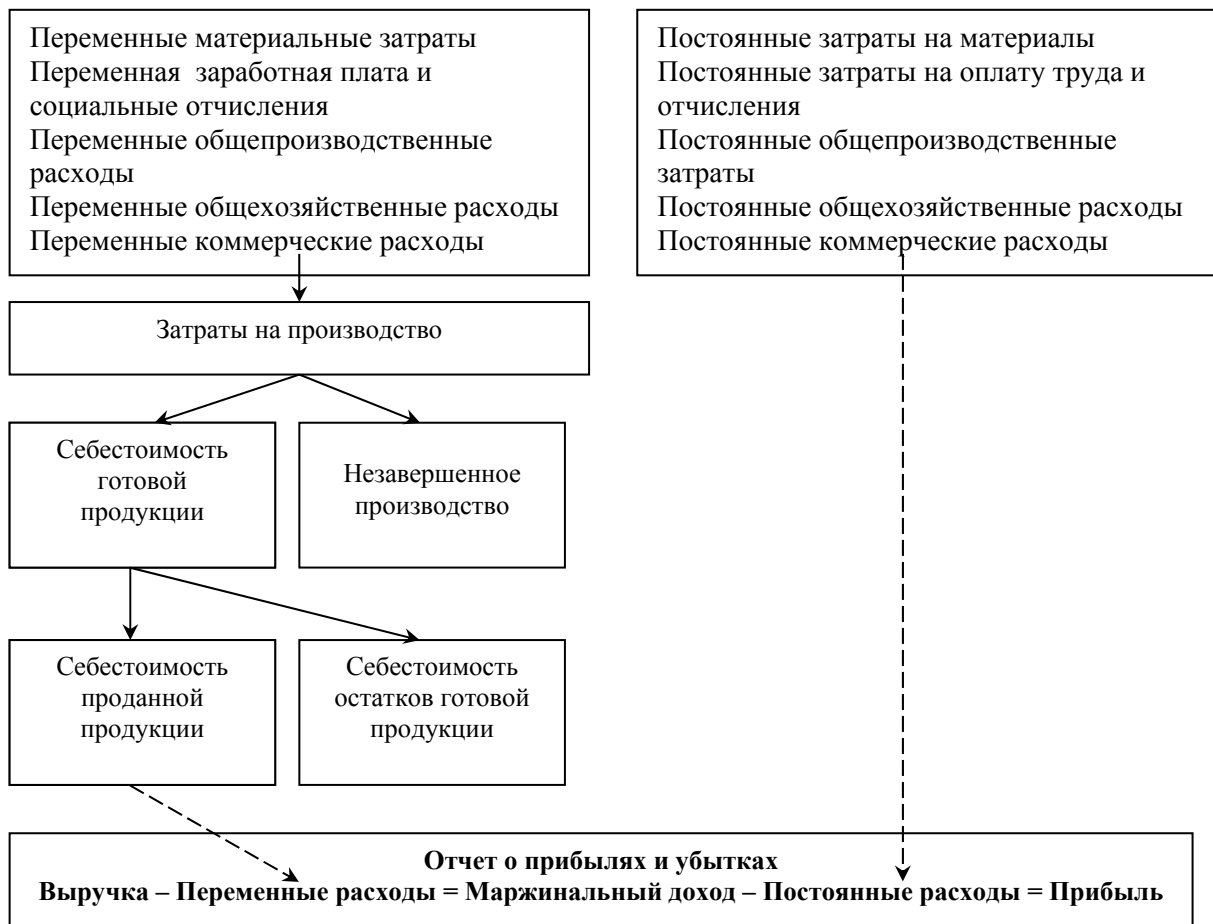 Переменные материальные затраты
Переменная  заработная плата и
социальные отчисления
Переменные общепроизводственные
расходы
Переменные общехозяйственные расходы
Переменные коммерческие расходы
Постоянные затраты на материалы
Постоянные затраты на оплату труда и
отчисления
Постоянные общепроизводственные
затраты
Постоянные общехозяйственные расходы
Постоянные коммерческие расходы
Затраты на производство
Себестоимость
готовой
продукции
Незавершенное
производство
Себестоимость
проданной
продукции
Себестоимость
остатков готовой
продукции
Отчет о прибылях и убытках
Выручка – Переменные расходы = Маржинальный доход – Постоянные расходы = Прибыль